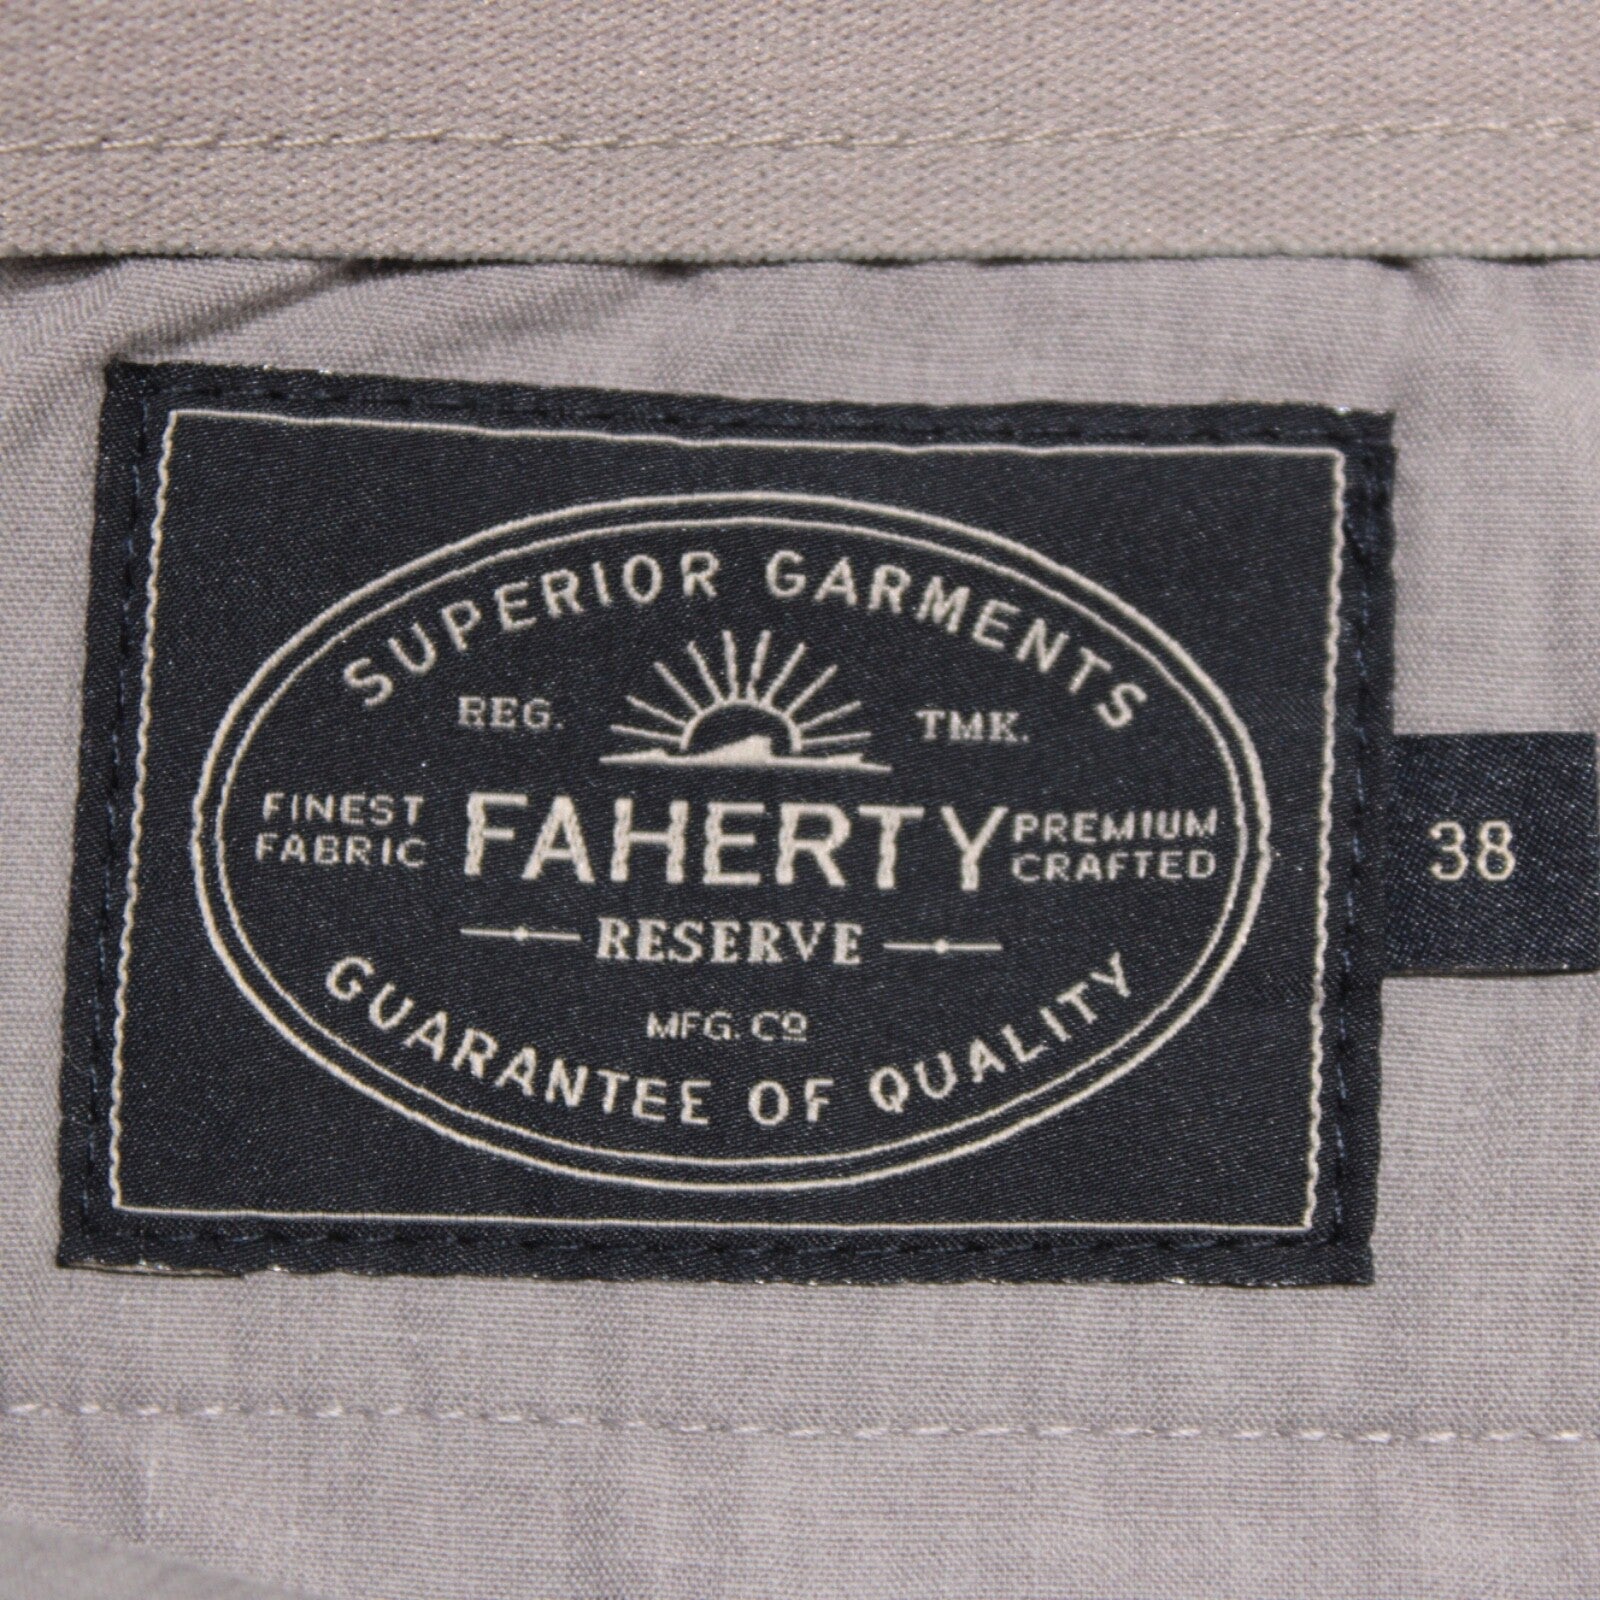 SUPERIOR GARMENTS
REG. TMK.
FINEST FABRIC
FAHERTY
PREMIUM CRAFTED
RESERVE
MFG. Cº
GUARANTEE OF QUALITY
38